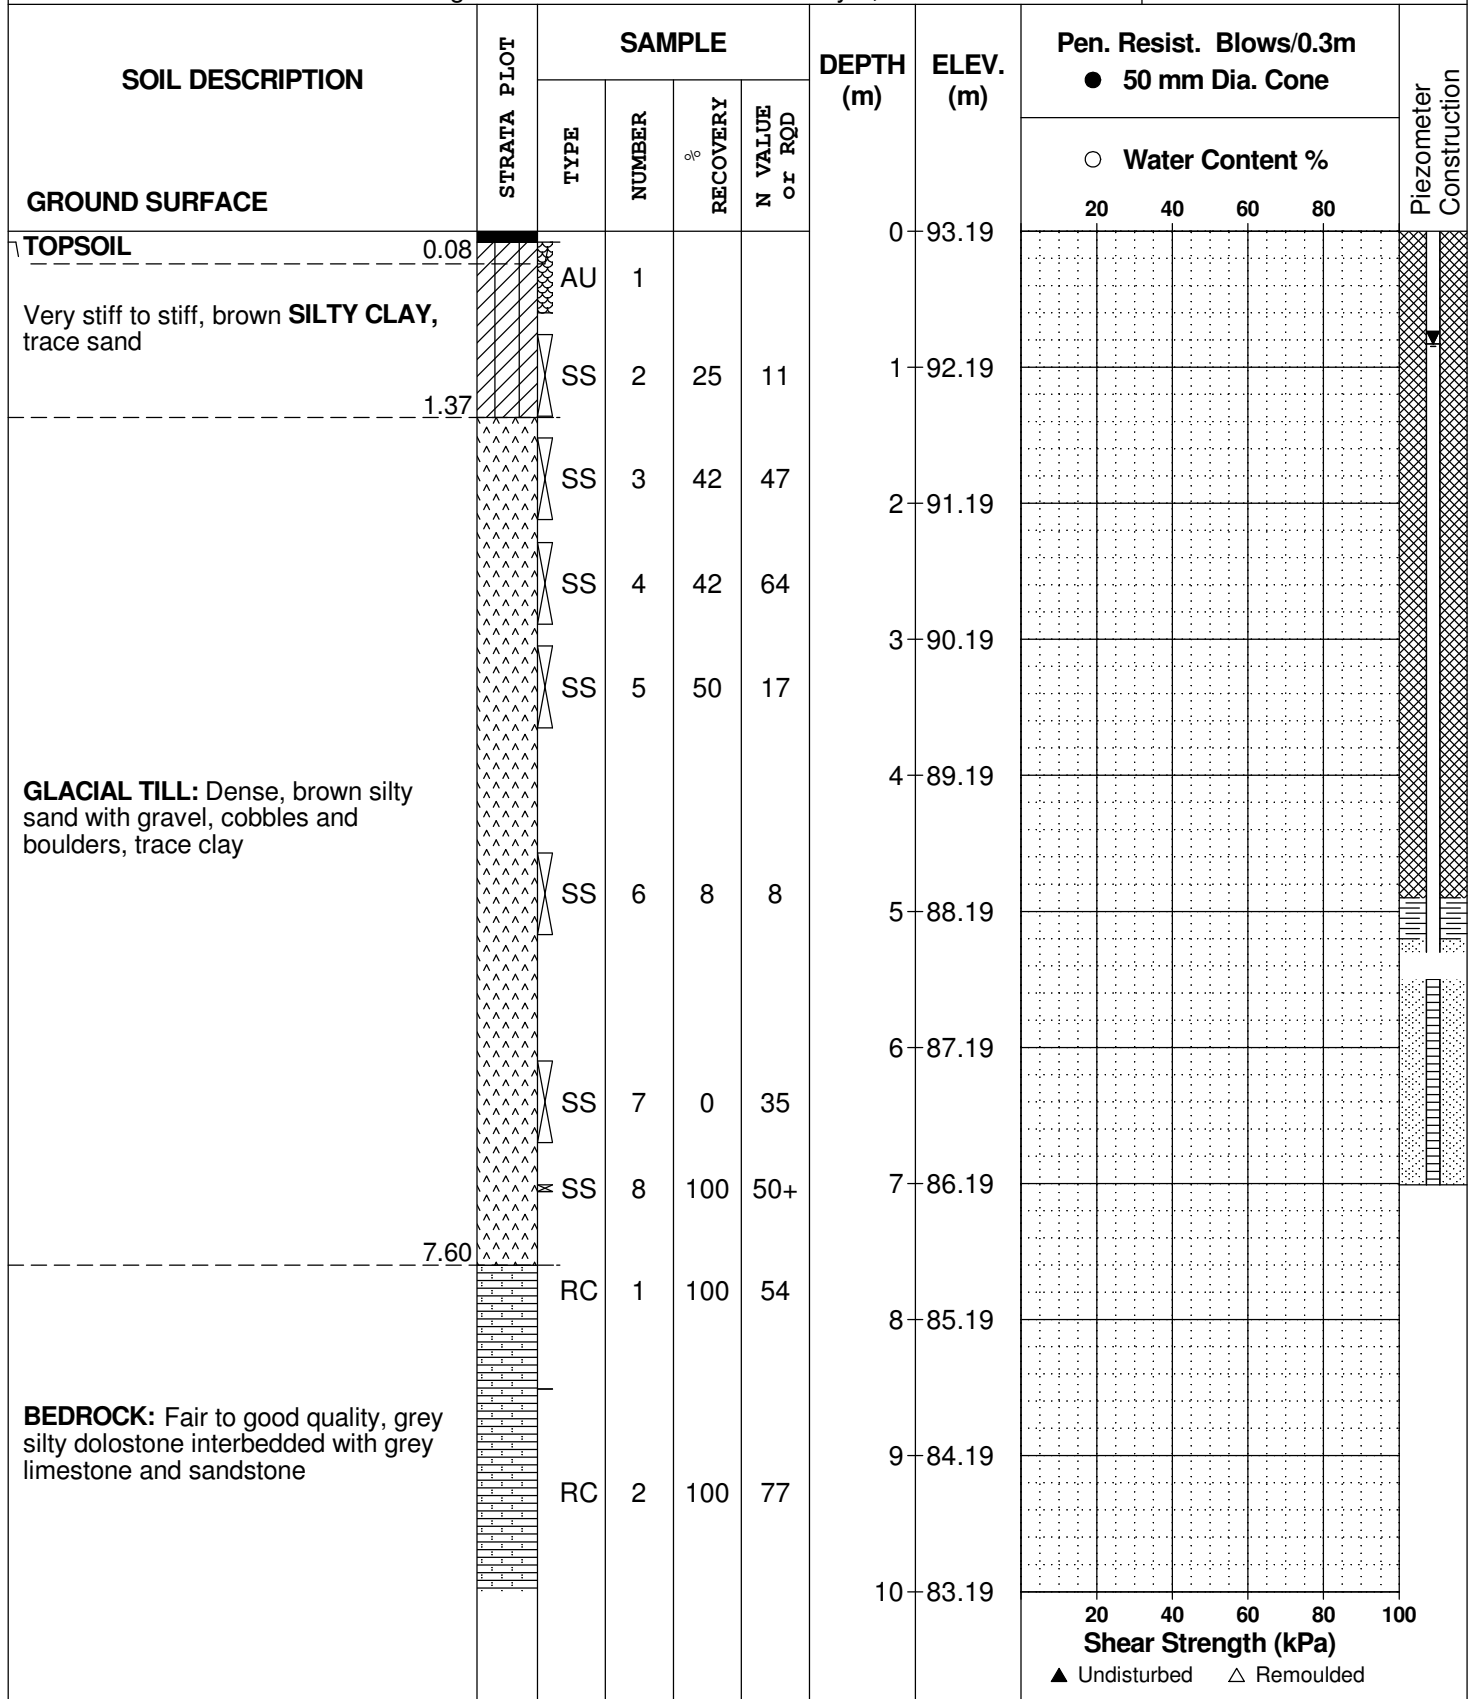 SOIL DESCRIPTION
GROUND SURFACE
STRATA PLOT
SAMPLE
TYPE
NUMBER
% RECOVERY
N VALUE or RQD
DEPTH (m)
ELEV. (m)
Pen. Resist. Blows/0.3m
● 50 mm Dia. Cone
○ Water Content %
20 40 60 80
Piezometer Construction
0 93.19
TOPSOIL 0.08
AU 1
Very stiff to stiff, brown SILTY CLAY,
trace sand
1 92.19
SS 2 25 11
1.37
SS 3 42 47
2 91.19
SS 4 42 64
3 90.19
SS 5 50 17
4 89.19
GLACIAL TILL: Dense, brown silty
sand with gravel, cobbles and
boulders, trace clay
SS 6 8 8
5 88.19
6 87.19
SS 7 0 35
7 86.19
SS 8 100 50+
7.60
RC 1 100 54
8 85.19
BEDROCK: Fair to good quality, grey
silty dolostone interbedded with grey
limestone and sandstone
9 84.19
RC 2 100 77
10 83.19
20 40 60 80 100
Shear Strength (kPa)
▲ Undisturbed △ Remoulded